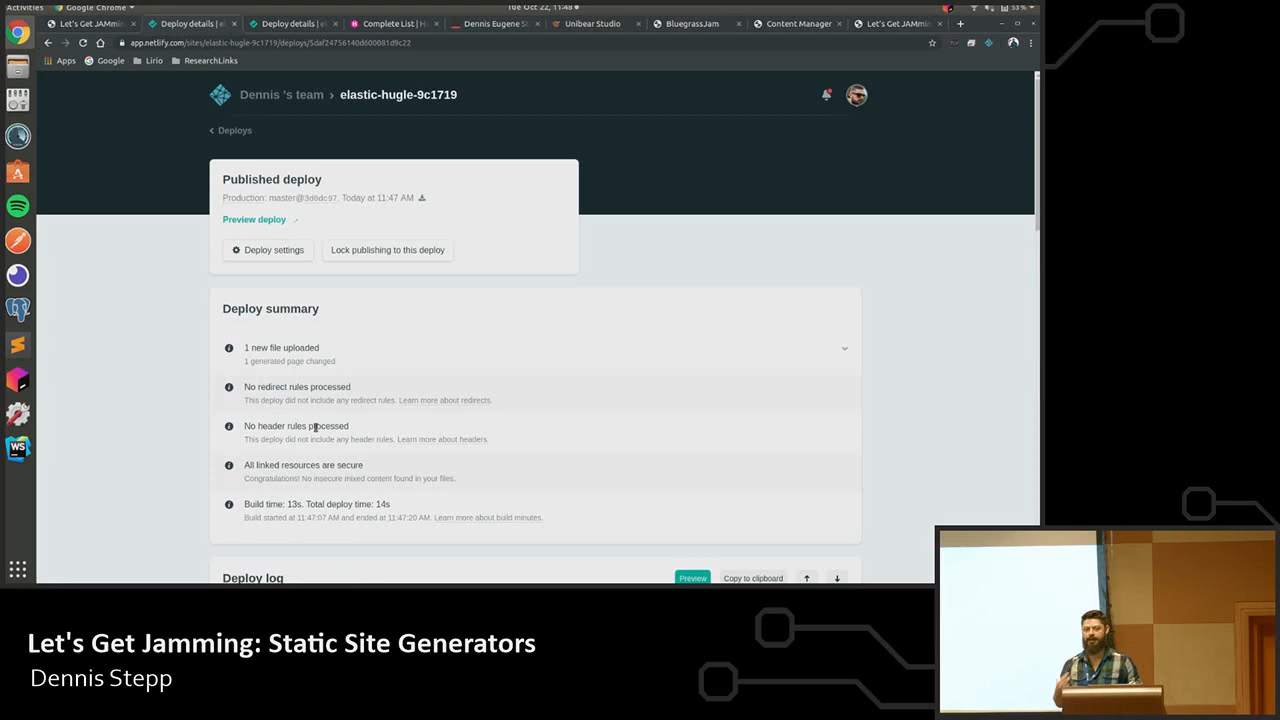 Activities
Google Chrome
Tue Oct 22, 11:48
53 %
Let's Get JAMmin
Deploy details | el
Deploy details | el
Complete List | H
Dennis Eugene S
Unibear Studio
BluegrassJam
Content Manager
Let's Get JAMmin
app.netlify.com/sites/elastic-hugle-9c1719/deploys/5daf24756140d600081d9c22
Apps
Google
Lirio
ResearchLinks
Dennis 's team › elastic-hugle-9c1719
Deploys
Published deploy
Production: master@3d0dc97, Today at 11:47 AM
Preview deploy
Deploy settings
Lock publishing to this deploy
Deploy summary
1 new file uploaded
1 generated page changed
No redirect rules processed
This deploy did not include any redirect rules. Learn more about redirects.
No header rules processed
This deploy did not include any header rules. Learn more about headers.
All linked resources are secure
Congratulations! No insecure mixed content found in your files.
Build time: 13s. Total deploy time: 14s
Build started at 11:47:07 AM and ended at 11:47:20 AM. Learn more about build minutes.
Deploy log
Preview
Copy to clipboard
WS
Let's Get Jamming: Static Site Generators
Dennis Stepp